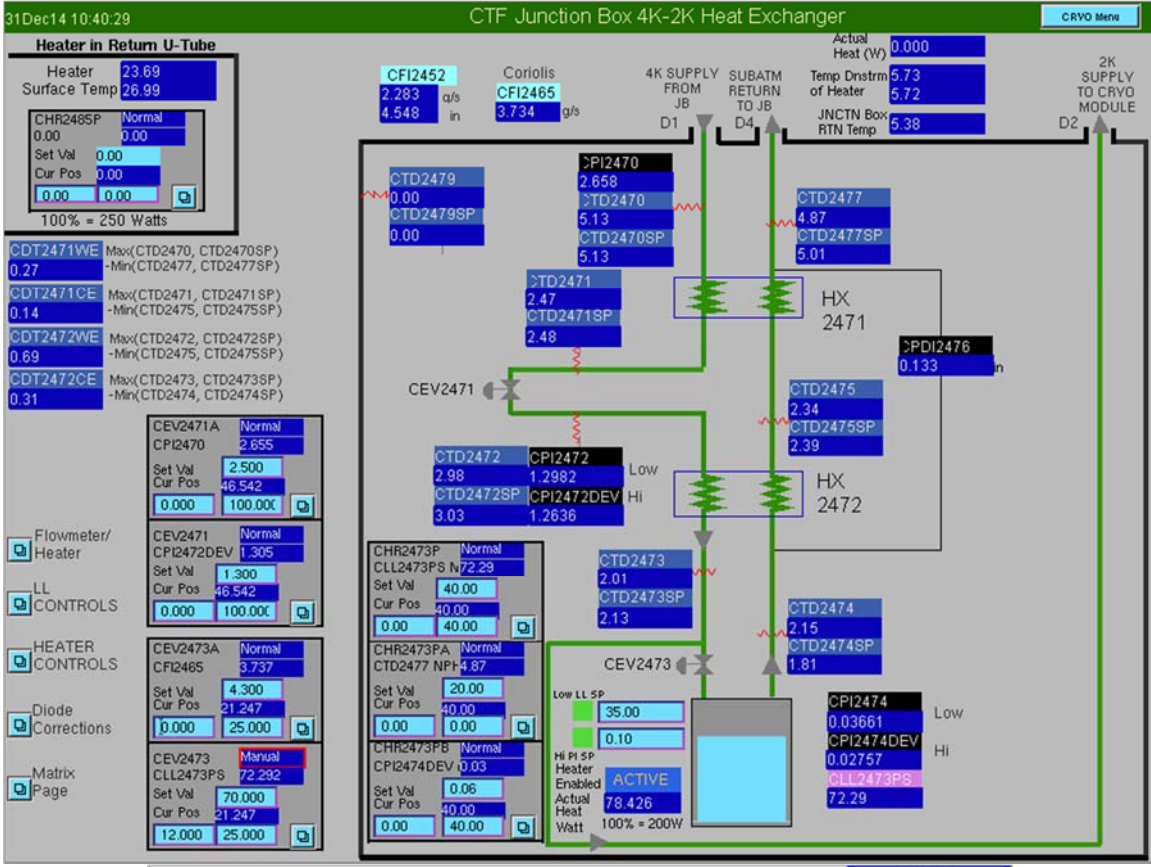 31Dec14 10:40:29
CTF Junction Box 4K-2K Heat Exchanger
CRYO Menu
Heater in Return U-Tube
Heater 23.69
Surface Temp 26.99
CHR2485P Normal
0.00 0.00
Set Val 0.00
Cur Pos 0.00
0.00 0.00
100% = 250 Watts
CFI2452
2.283 g/s
4.548 in
Coriolis
CFI2465
3.734 g/s
4K SUPPLY
FROM
JB
D1
SUBATM
RETURN
TO JB
D4
Actual
Heat (W) 0.000
Temp Dnstrm 5.73
of Heater 5.72
JNCTN Box
RTN Temp 5.38
2K
SUPPLY
TO CRYO
MODULE
D2
CDT2471WE Max(CTD2470, CTD2470SP)
0.27 -Min(CTD2477, CTD2477SP)
CDT2471CE Max(CTD2471, CTD2471SP)
0.14 -Min(CTD2475, CTD2475SP)
CDT2472WE Max(CTD2472, CTD2472SP)
0.69 -Min(CTD2475, CTD2475SP)
CDT2472CE Max(CTD2473, CTD2473SP)
0.31 -Min(CTD2474, CTD2474SP)
CTD2479
0.00
CTD2479SP
0.00
CPI2470
2.658
CTD2470
5.13
CTD2470SP
5.13
CTD2477
4.87
CTD2477SP
5.01
CTD2471
2.47
CTD2471SP
2.48
HX
2471
CPDI2476
0.133 in
CEV2471
CTD2475
2.34
CTD2475SP
2.39
CTD2472
2.98
CTD2472SP
3.03
CPI2472 Low
1.2982
CPI2472DEV Hi
1.2636
HX
2472
CEV2471A Normal
CPI2470 2.655
Set Val 2.500
Cur Pos 46.542
0.000 100.00
CEV2471 Normal
CPI2472DEV 1.305
Set Val 1.300
Cur Pos 46.542
0.000 100.00
CEV2473A Normal
CFI2465 3.737
Set Val 4.300
Cur Pos 21.247
0.000 25.000
CEV2473 Manual
CLL2473PS 72.292
Set Val 70.000
Cur Pos 21.247
12.000 25.000
Flowmeter/
Heater
LL
CONTROLS
HEATER
CONTROLS
Diode
Corrections
Matrix
Page
CHR2473P Normal
CLL2473PS N 72.29
Set Val 40.00
Cur Pos 40.00
0.00 40.00
CHR2473PA Normal
CTD2477 NPH 4.87
Set Val 20.00
Cur Pos 40.00
0.00 0.00
CHR2473PB Normal
CPI2474DEV 0.03
Set Val 0.06
Cur Pos 40.00
0.00 40.00
CTD2473
2.01
CTD2473SP
2.13
CEV2473
CTD2474
2.15
CTD2474SP
1.81
Low LL SP
35.00
0.10
Hi PI SP
Heater
Enabled ACTIVE
Actual
Heat 78.426
Watt 100% = 200W
CPI2474 Low
0.03661
CPI2474DEV Hi
0.02757
CLL2473PS
72.29